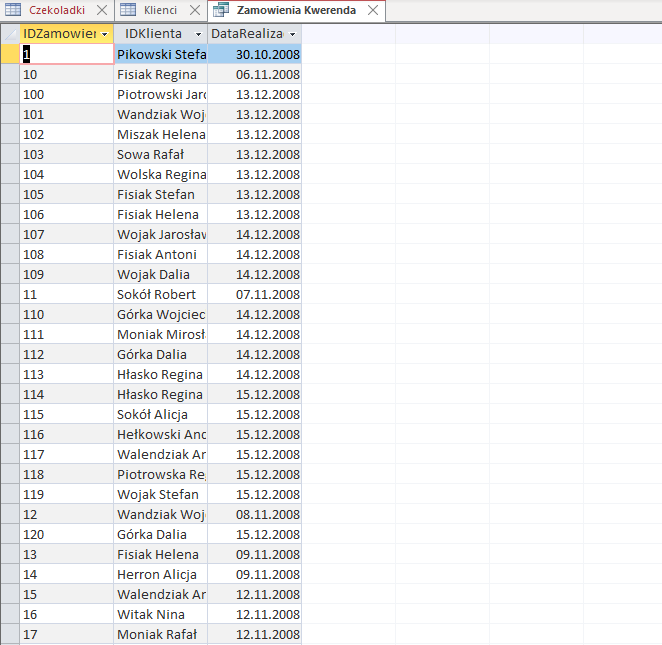 Czekoladki Klienci Zamowienia Kwerenda
IDZamowier IDKlienta DataRealiza
1 Pikowski Stefa 30.10.2008
10 Fisiak Regina 06.11.2008
100 Piotrowski Jaro 13.12.2008
101 Wandziak Woj 13.12.2008
102 Miszak Helena 13.12.2008
103 Sowa Rafał 13.12.2008
104 Wolska Regina 13.12.2008
105 Fisiak Stefan 13.12.2008
106 Fisiak Helena 13.12.2008
107 Wojak Jarosław 14.12.2008
108 Fisiak Antoni 14.12.2008
109 Wojak Dalia 14.12.2008
11 Sokół Robert 07.11.2008
110 Górka Wojciec 14.12.2008
111 Moniak Mirosł 14.12.2008
112 Górka Dalia 14.12.2008
113 Hłasko Regina 14.12.2008
114 Hłasko Regina 15.12.2008
115 Sokół Alicja 15.12.2008
116 Hełkowski Anc 15.12.2008
117 Walendziak Ar 15.12.2008
118 Piotrowska Re 15.12.2008
119 Wojak Stefan 15.12.2008
12 Wandziak Woj 08.11.2008
120 Górka Dalia 15.12.2008
13 Fisiak Helena 09.11.2008
14 Herron Alicja 09.11.2008
15 Walendziak Ar 12.11.2008
16 Witak Nina 12.11.2008
17 Moniak Rafał 12.11.2008